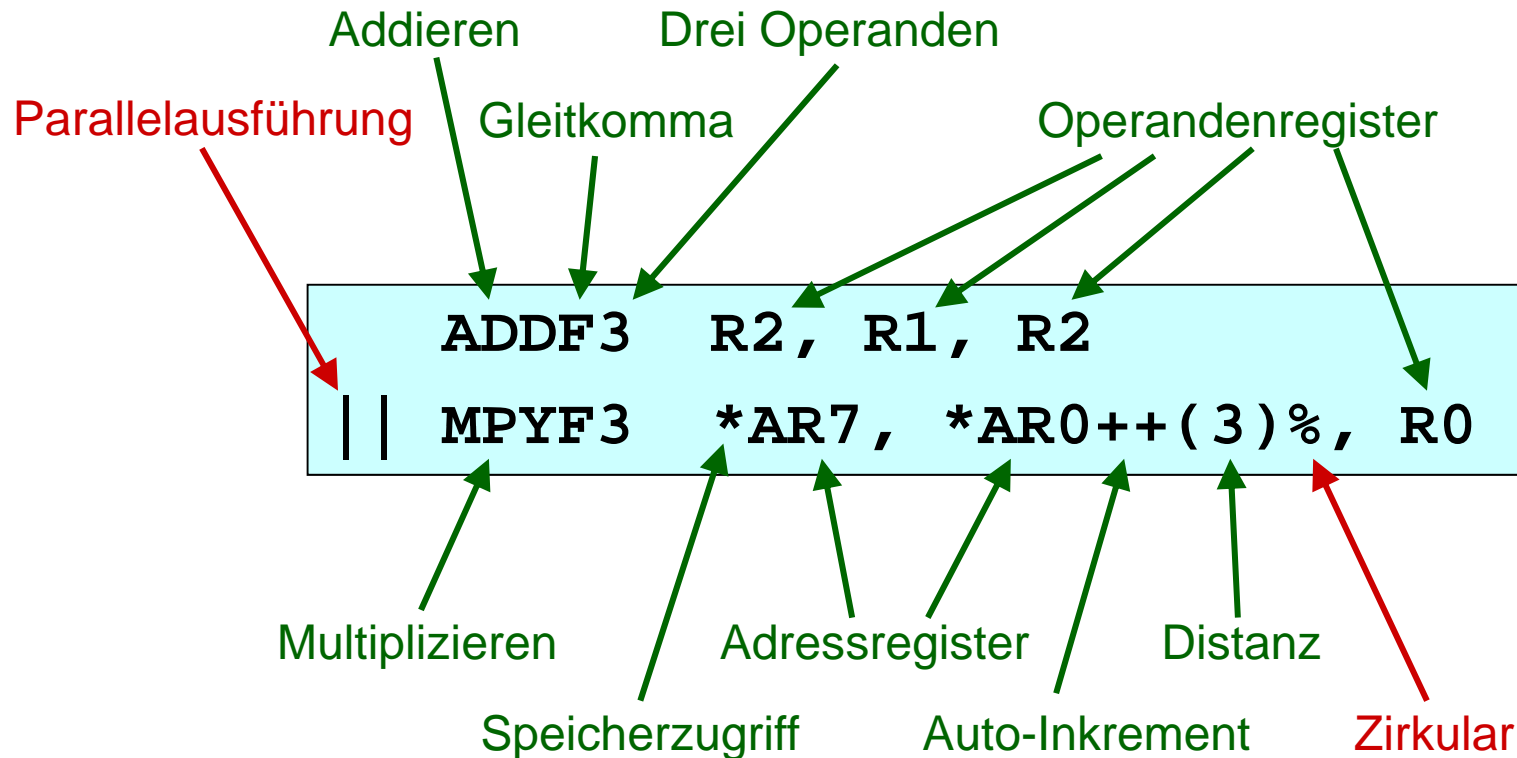 Addieren Drei Operanden
Parallelausführung Gleitkomma Operandenregister
ADDF3 R2, R1, R2
|| MPYF3 *AR7, *AR0++(3)%, R0
Multiplizieren Adressregister Distanz
Speicherzugriff Auto-Inkrement Zirkular